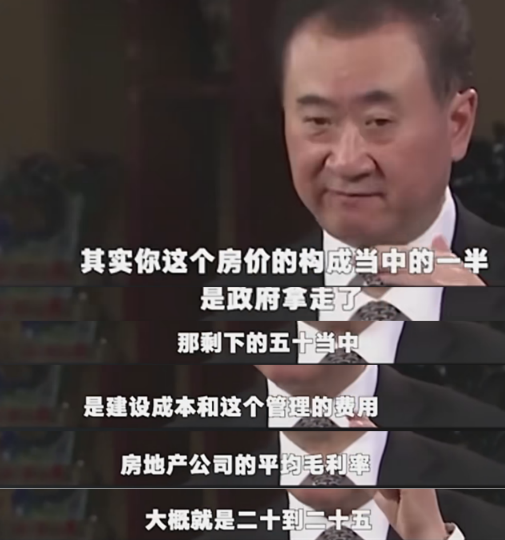 其实你这个房价的构成当中的一半
是政府拿走了
那剩下的五十当中
是建设成本和这个管理的费用
房地产公司的平均毛利率
大概就是二十到二十五